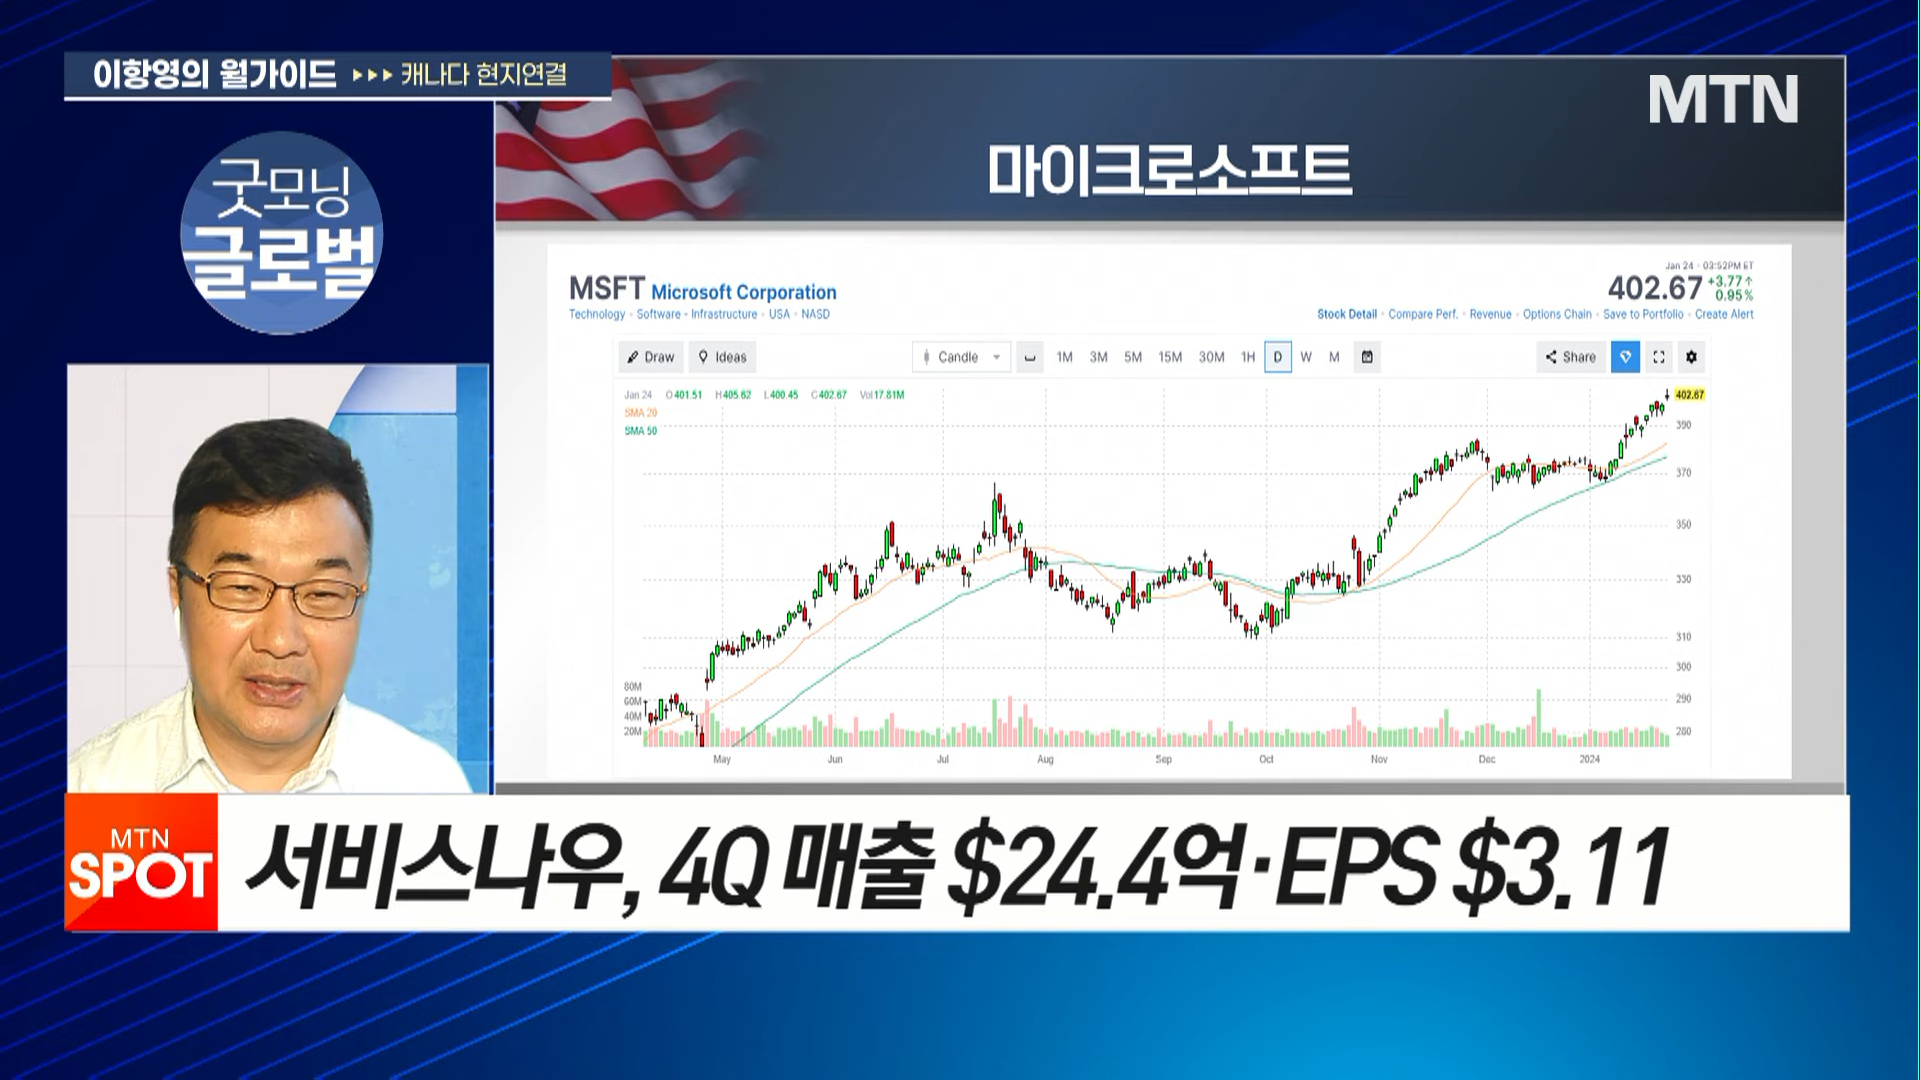 이항영의 월가이드 ▶▶▶ 캐나다 현지연결
MTN
굿모닝
글로벌
마이크로소프트
Jan 24 · 03:52PM ET
MSFT Microsoft Corporation
402.67 +3.77↑
0.95%
Technology · Software - Infrastructure · USA · NASD
Stock Detail · Compare Perf. · Revenue · Options Chain · Save to Portfolio · Create Alert
Draw Ideas Candle 1M 3M 5M 15M 30M 1H D W M Share
Jan 24 O401.51 H405.62 L400.45 C402.67 Vol17.81M
SMA 20
SMA 50
402.67
390
370
350
330
310
300
290
280
80M
60M
40M
20M
May Jun Jul Aug Sep Oct Nov Dec 2024
MTN
SPOT
서비스나우, 4Q 매출 $24.4억·EPS $3.11